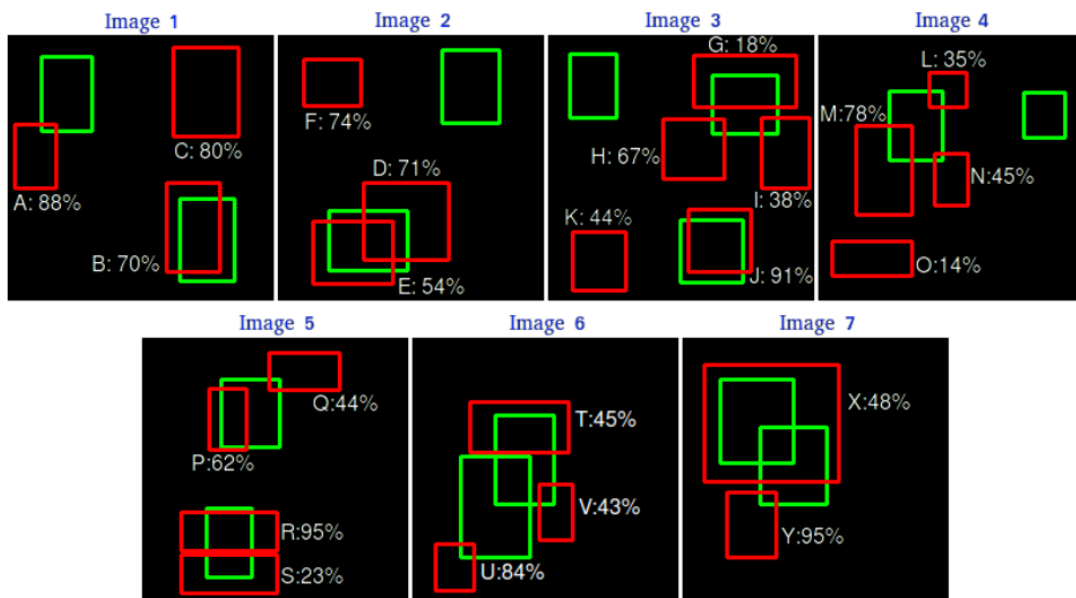 Image 1
Image 2
Image 3
Image 4
A: 88%
C: 80%
B: 70%
F: 74%
D: 71%
E: 54%
G: 18%
H: 67%
I: 38%
K: 44%
J: 91%
L: 35%
M:78%
N:45%
O:14%
Image 5
Image 6
Image 7
Q:44%
P:62%
R:95%
S:23%
T:45%
V:43%
U:84%
X:48%
Y:95%